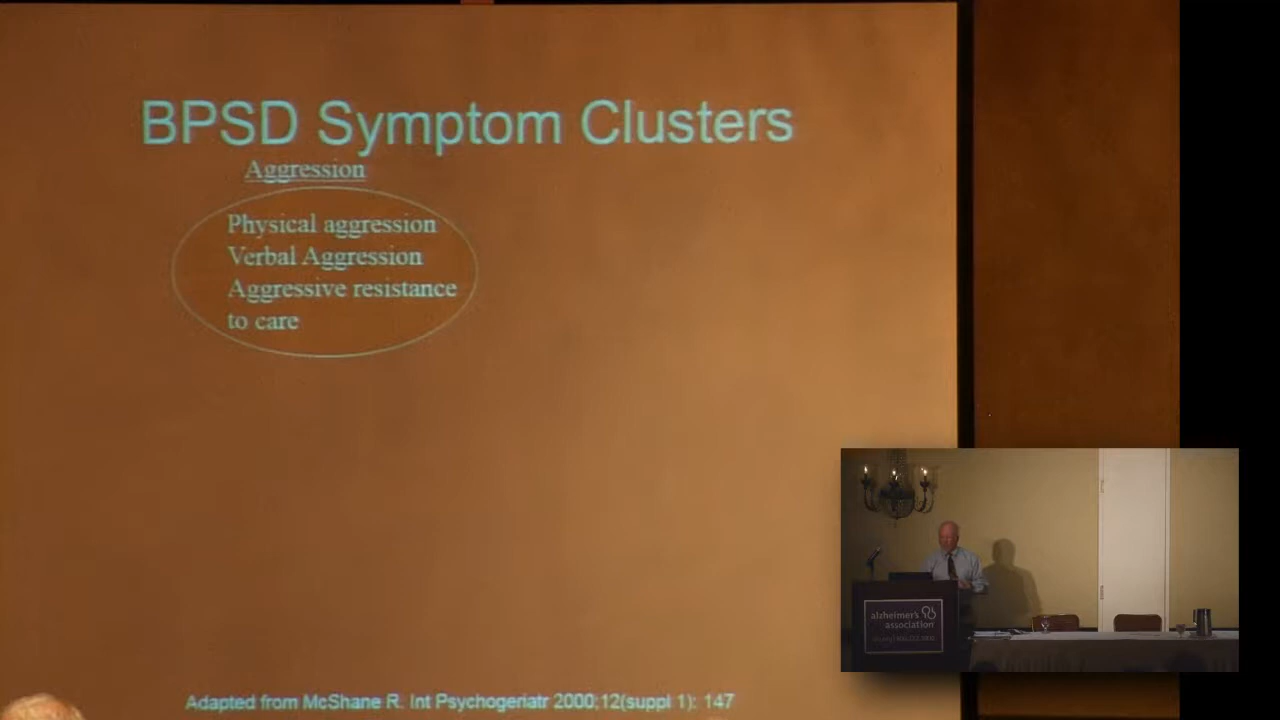 BPSD Symptom Clusters
Aggression
Physical aggression
Verbal Aggression
Aggressive resistance
to care
Adapted from McShane R. Int Psychogeriatr 2000;12(suppl 1): 147
alzheimer's
association